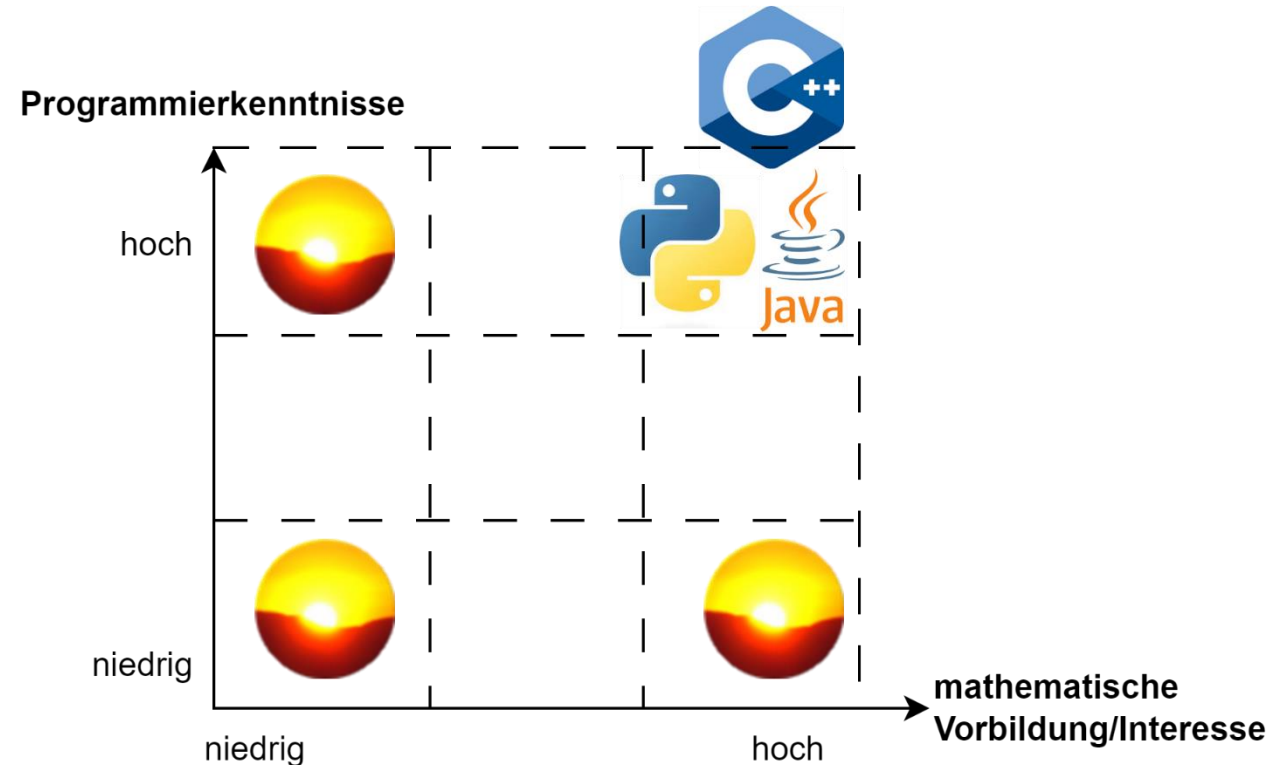 C++
Programmierkenntnisse
hoch
Java
niedrig
mathematische
Vorbildung/Interesse
niedrig
hoch